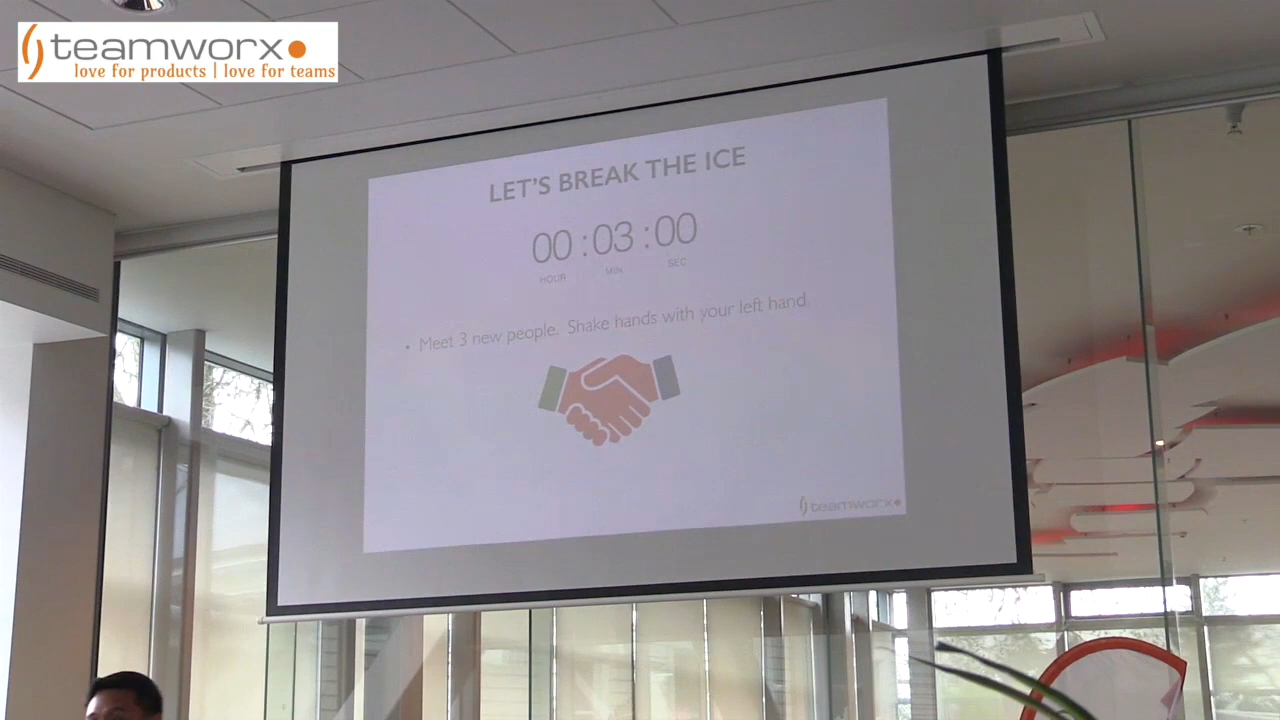 teamworx
love for products | love for teams
LET'S BREAK THE ICE
00 : 03 : 00
HOUR MIN SEC
• Meet 3 new people. Shake hands with your left hand.
teamworx